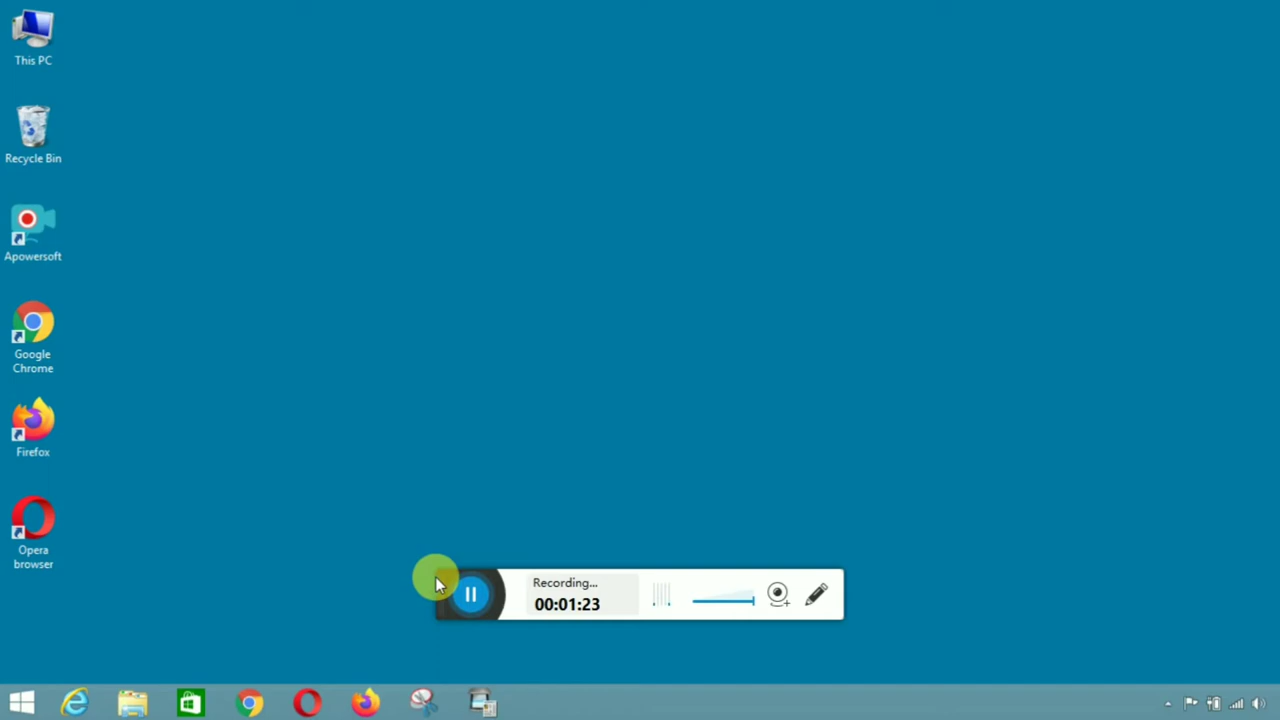 This PC
Recycle Bin
Apowersoft
Google
Chrome
Firefox
Opera
browser
Recording...
00:01:23